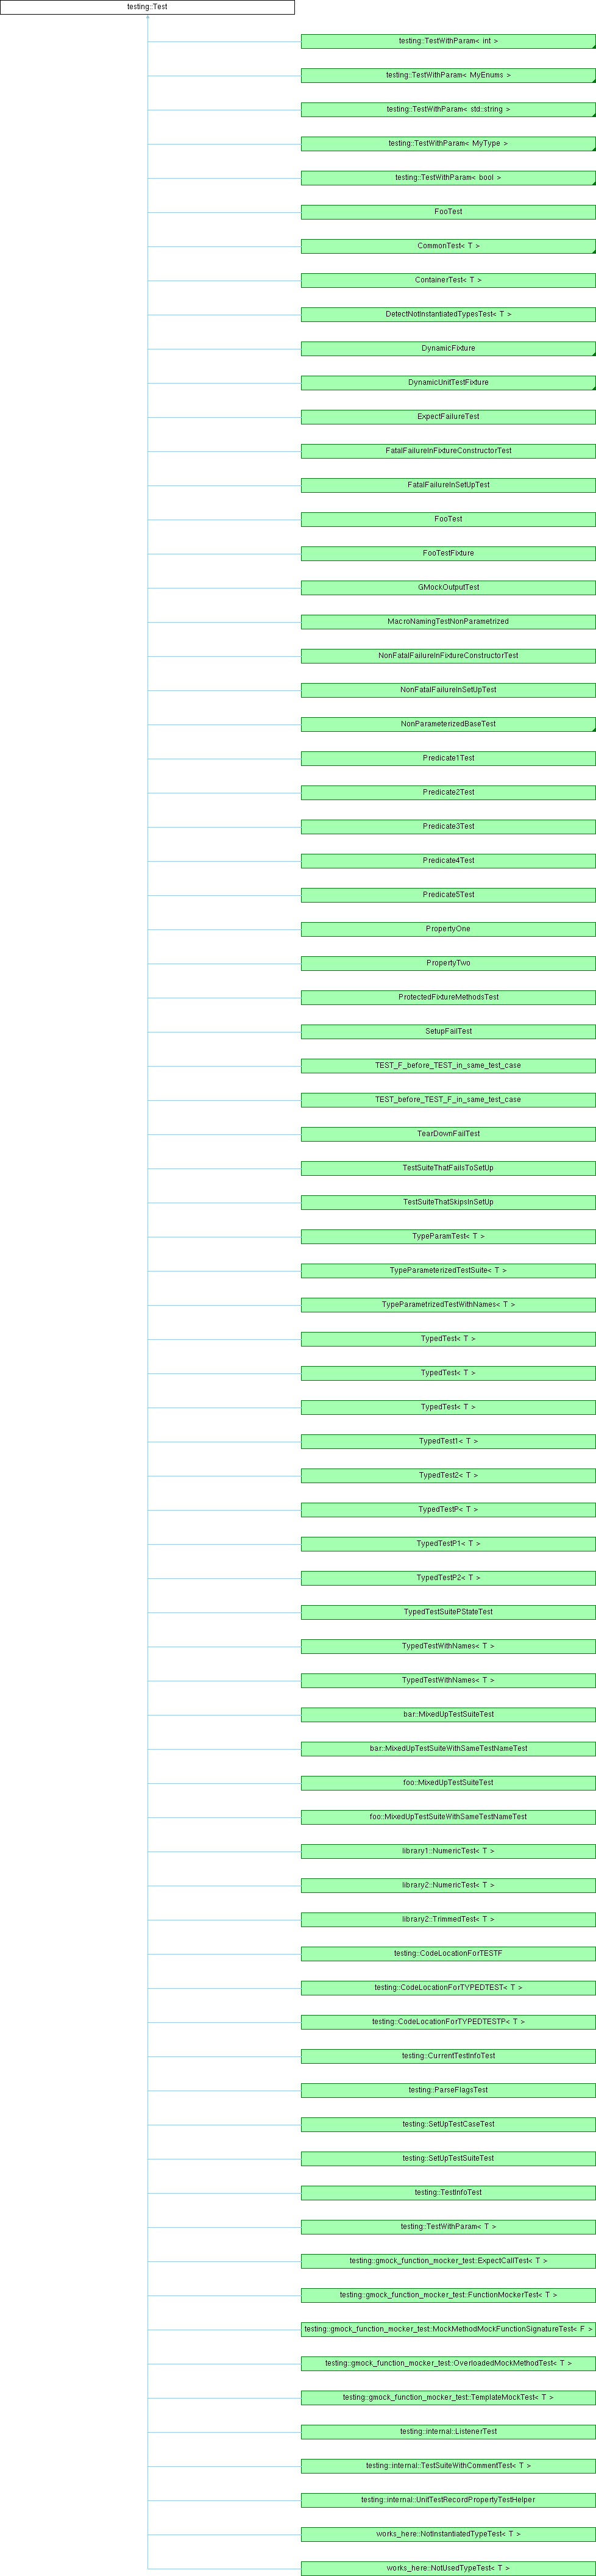 testing::Test
testing::TestWithParam< int >
testing::TestWithParam< MyEnums >
testing::TestWithParam< std::string >
testing::TestWithParam< MyType >
testing::TestWithParam< bool >
FooTest
CommonTest< T >
ContainerTest< T >
DetectNotInstantiatedTypesTest< T >
DynamicFixture
DynamicUnitTestFixture
ExpectFailureTest
FatalFailureInFixtureConstructorTest
FatalFailureInSetUpTest
FooTest
FooTestFixture
GMockOutputTest
MacroNamingTestNonParametrized
NonFatalFailureInFixtureConstructorTest
NonFatalFailureInSetUpTest
NonParameterizedBaseTest
Predicate1Test
Predicate2Test
Predicate3Test
Predicate4Test
Predicate5Test
PropertyOne
PropertyTwo
ProtectedFixtureMethodsTest
SetupFailTest
TEST_F_before_TEST_in_same_test_case
TEST_before_TEST_F_in_same_test_case
TearDownFailTest
TestSuiteThatFailsToSetUp
TestSuiteThatSkipsInSetUp
TypeParamTest< T >
TypeParameterizedTestSuite< T >
TypeParametrizedTestWithNames< T >
TypedTest< T >
TypedTest< T >
TypedTest< T >
TypedTest1< T >
TypedTest2< T >
TypedTestP< T >
TypedTestP1< T >
TypedTestP2< T >
TypedTestSuitePStateTest
TypedTestWithNames< T >
TypedTestWithNames< T >
bar::MixedUpTestSuiteTest
bar::MixedUpTestSuiteWithSameTestNameTest
foo::MixedUpTestSuiteTest
foo::MixedUpTestSuiteWithSameTestNameTest
library1::NumericTest< T >
library2::NumericTest< T >
library2::TrimmedTest< T >
testing::CodeLocationForTESTF
testing::CodeLocationForTYPEDTEST< T >
testing::CodeLocationForTYPEDTESTP< T >
testing::CurrentTestInfoTest
testing::ParseFlagsTest
testing::SetUpTestCaseTest
testing::SetUpTestSuiteTest
testing::TestInfoTest
testing::TestWithParam< T >
testing::gmock_function_mocker_test::ExpectCallTest< T >
testing::gmock_function_mocker_test::FunctionMockerTest< T >
testing::gmock_function_mocker_test::MockMethodMockFunctionSignatureTest< F >
testing::gmock_function_mocker_test::OverloadedMockMethodTest< T >
testing::gmock_function_mocker_test::TemplateMockTest< T >
testing::internal::ListenerTest
testing::internal::TestSuiteWithCommentTest< T >
testing::internal::UnitTestRecordPropertyTestHelper
works_here::NotInstantiatedTypeTest< T >
works_here::NotUsedTypeTest< T >